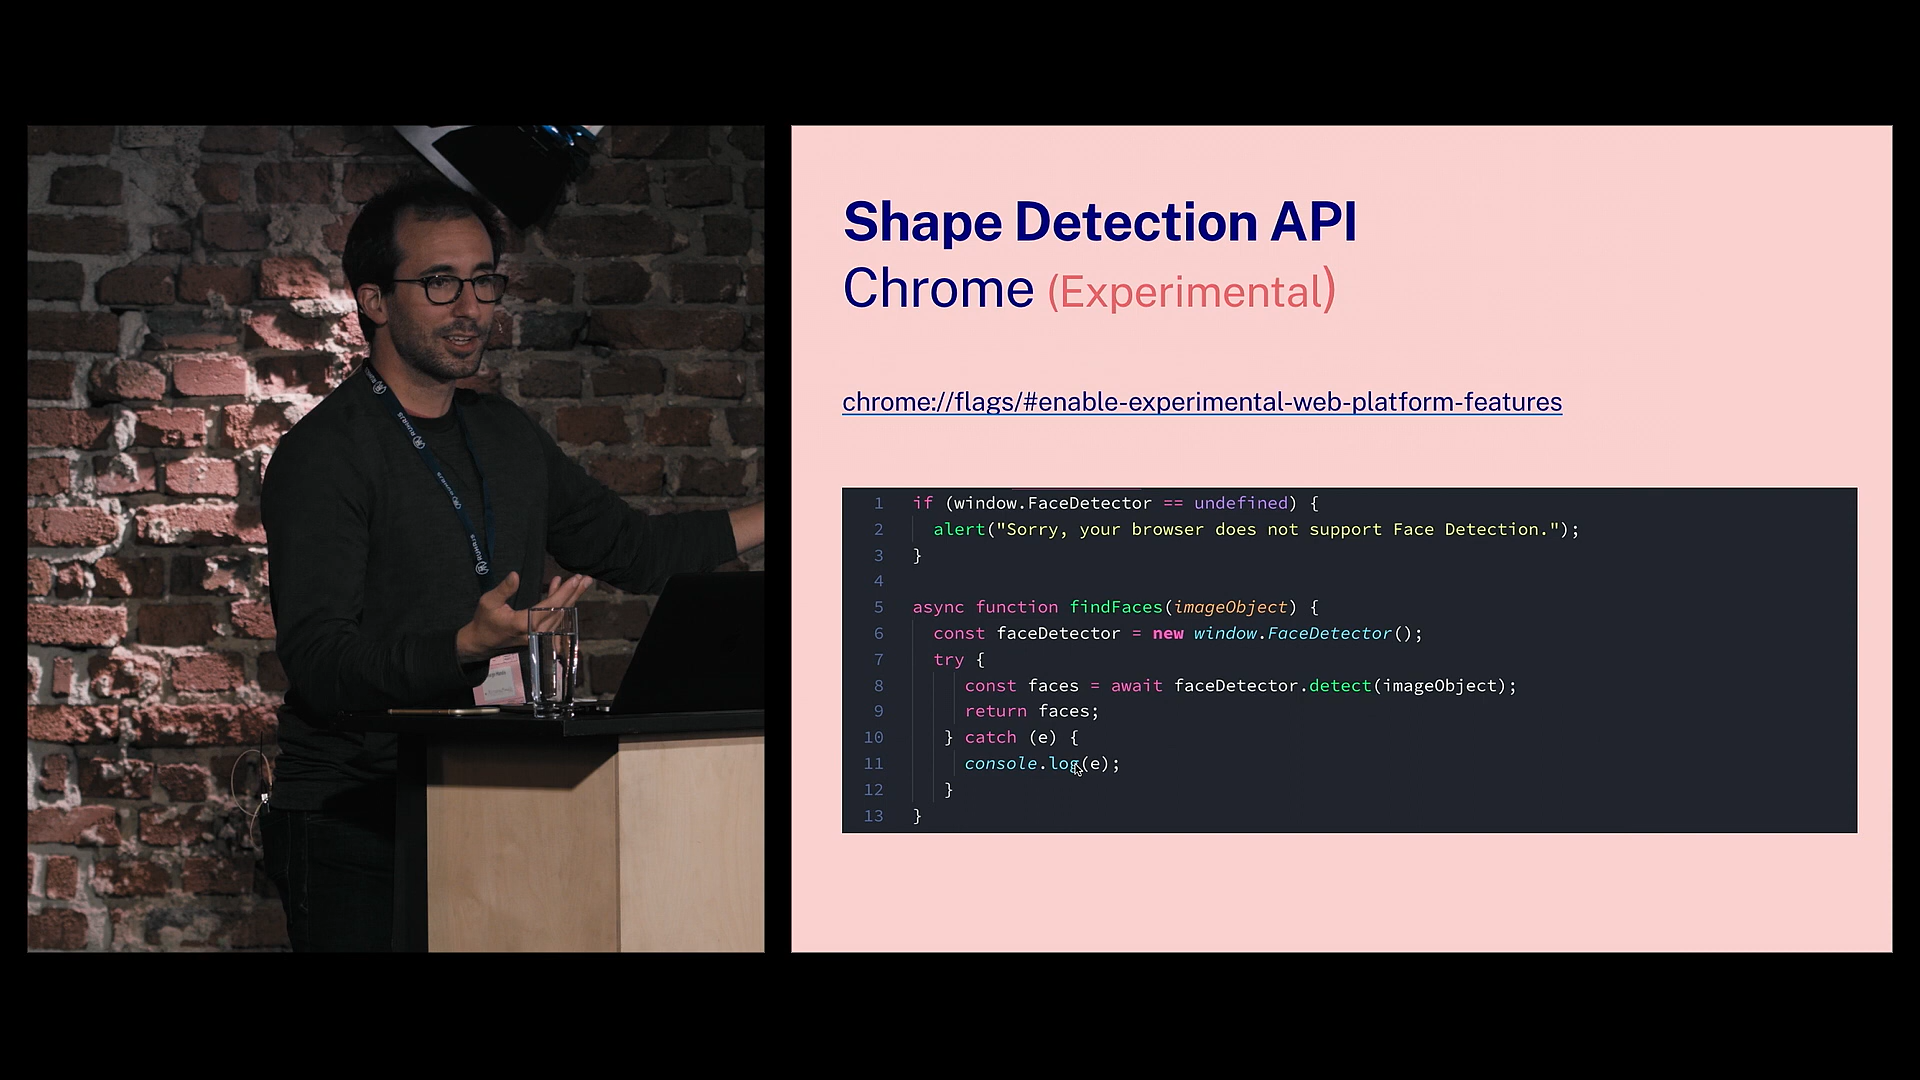 RUHRJS
RUHRJS
RUHRJS
Shape Detection API
Chrome (Experimental)
chrome://flags/#enable-experimental-web-platform-features
1 if (window.FaceDetector == undefined) {
2 alert("Sorry, your browser does not support Face Detection.");
3 }
4
5 async function findFaces(imageObject) {
6 const faceDetector = new window.FaceDetector();
7 try {
8 const faces = await faceDetector.detect(imageObject);
9 return faces;
10 } catch (e) {
11 console.log(e);
12 }
13 }